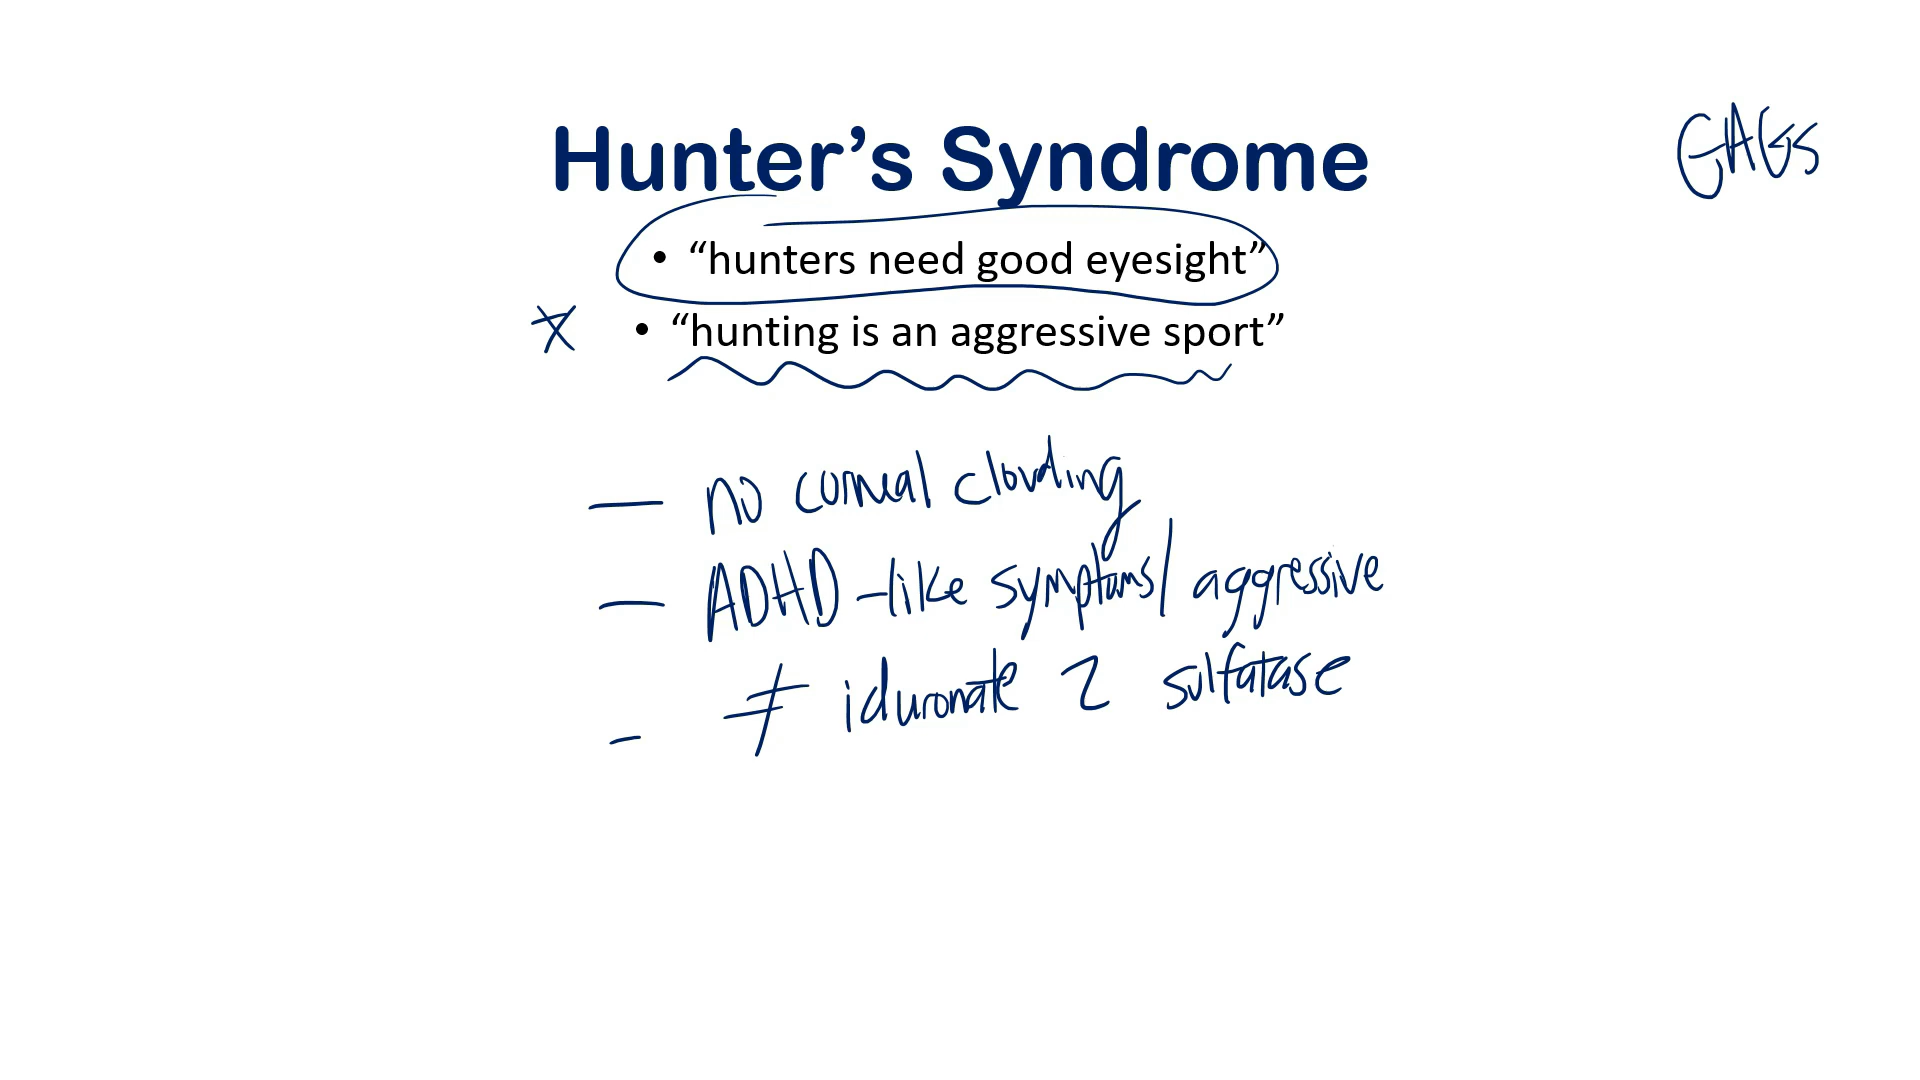 Hunter’s Syndrome
GAGs
• “hunters need good eyesight”
• “hunting is an aggressive sport”
— no corneal clouding
— ADHD-like symptoms/ aggressive
- ≠ iduronate 2 sulfatase